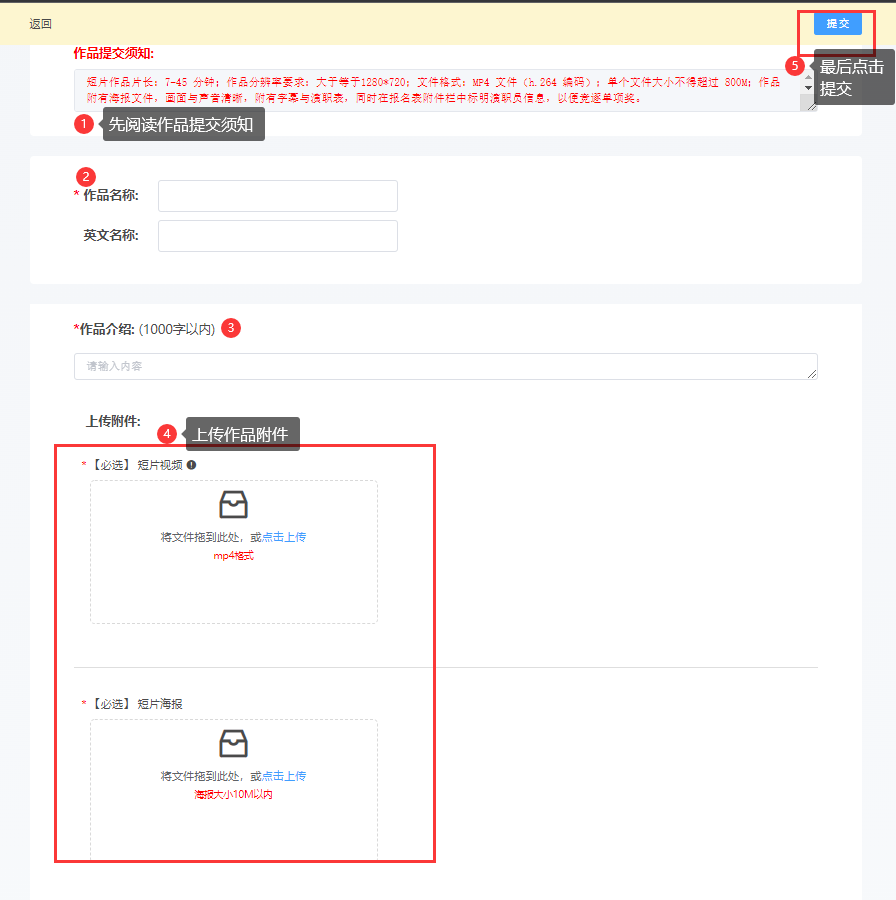 返回
提交
作品提交须知:
短片作品片长：7-45 分钟；作品分辨率要求：大于等于1280*720；文件格式：MP4 文件（h.264 编码）；单个文件大小不得超过 800M；作品
附有海报文件，画面与声音清晰，附有字幕与演职表，同时在报名表附件栏中标明演职员信息，以便竞逐单项奖。
5
最后点击
提交
1
先阅读作品提交须知
2
* 作品名称:
英文名称:
*作品介绍: (1000字以内)
3
请输入内容
上传附件:
4
上传作品附件
* 【必选】 短片视频
将文件拖到此处，或点击上传
mp4格式
* 【必选】 短片海报
将文件拖到此处，或点击上传
海报大小10M以内